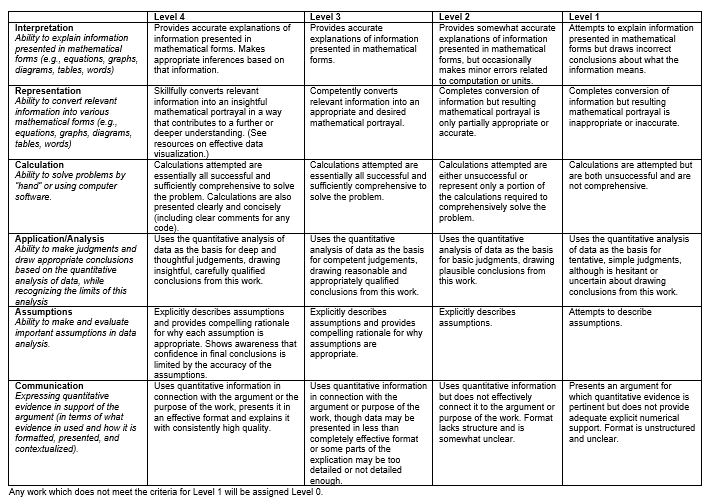 Level 4
Level 3
Level 2
Level 1
Interpretation
Ability to explain information
presented in mathematical
forms (e.g., equations, graphs,
diagrams, tables, words)
Provides accurate explanations of
information presented in
mathematical forms. Makes
appropriate inferences based on
that information.
Provides accurate
explanations of information
presented in mathematical
forms.
Provides somewhat accurate
explanations of information
presented in mathematical
forms, but occasionally
makes minor errors related
to computation or units.
Attempts to explain information
presented in mathematical
forms but draws incorrect
conclusions about what the
information means.
Representation
Ability to convert relevant
information into various
mathematical forms (e.g.,
equations, graphs, diagrams,
tables, words)
Skillfully converts relevant
information into an insightful
mathematical portrayal in a way
that contributes to a further or
deeper understanding. (See
resources on effective data
visualization.)
Competently converts
relevant information into an
appropriate and desired
mathematical portrayal.
Completes conversion of
information but resulting
mathematical portrayal is
only partially appropriate or
accurate.
Completes conversion of
information but resulting
mathematical portrayal is
inappropriate or inaccurate.
Calculation
Ability to solve problems by
"hand" or using computer
software.
Calculations attempted are
essentially all successful and
sufficiently comprehensive to solve
the problem. Calculations are also
presented clearly and concisely
(including clear comments for any
code).
Calculations attempted are
essentially all successful and
sufficiently comprehensive to
solve the problem.
Calculations attempted are
either unsuccessful or
represent only a portion of
the calculations required to
comprehensively solve the
problem.
Calculations are attempted but
are both unsuccessful and are
not comprehensive.
Application/Analysis
Ability to make judgments and
draw appropriate conclusions
based on the quantitative
analysis of data, while
recognizing the limits of this
analysis
Uses the quantitative analysis of
data as the basis for deep and
thoughtful judgements, drawing
insightful, carefully qualified
conclusions from this work.
Uses the quantitative
analysis of data as the basis
for competent judgements,
drawing reasonable and
appropriately qualified
conclusions from this work.
Uses the quantitative
analysis of data as the basis
for basic judgments, drawing
plausible conclusions from
this work.
Uses the quantitative analysis
of data as the basis for
tentative, simple judgments,
although is hesitant or
uncertain about drawing
conclusions from this work.
Assumptions
Ability to make and evaluate
important assumptions in data
analysis.
Explicitly describes assumptions
and provides compelling rationale
for why each assumption is
appropriate. Shows awareness that
confidence in final conclusions is
limited by the accuracy of the
assumptions.
Explicitly describes
assumptions and provides
compelling rationale for why
assumptions are
appropriate.
Explicitly describes
assumptions.
Attempts to describe
assumptions.
Communication
Expressing quantitative
evidence in support of the
argument (in terms of what
evidence in used and how it is
formatted, presented, and
contextualized).
Uses quantitative information in
connection with the argument or the
purpose of the work, presents it in
an effective format and explains it
with consistently high quality.
Uses quantitative information
in connection with the
argument or purpose of the
work, though data may be
presented in less than
completely effective format
or some parts of the
explication may be too
detailed or not detailed
enough.
Uses quantitative information
but does not effectively
connect it to the argument or
purpose of the work. Format
lacks structure and is
somewhat unclear.
Presents an argument for
which quantitative evidence is
pertinent but does not provide
adequate explicit numerical
support. Format is unstructured
and unclear.
Any work which does not meet the criteria for Level 1 will be assigned Level 0.